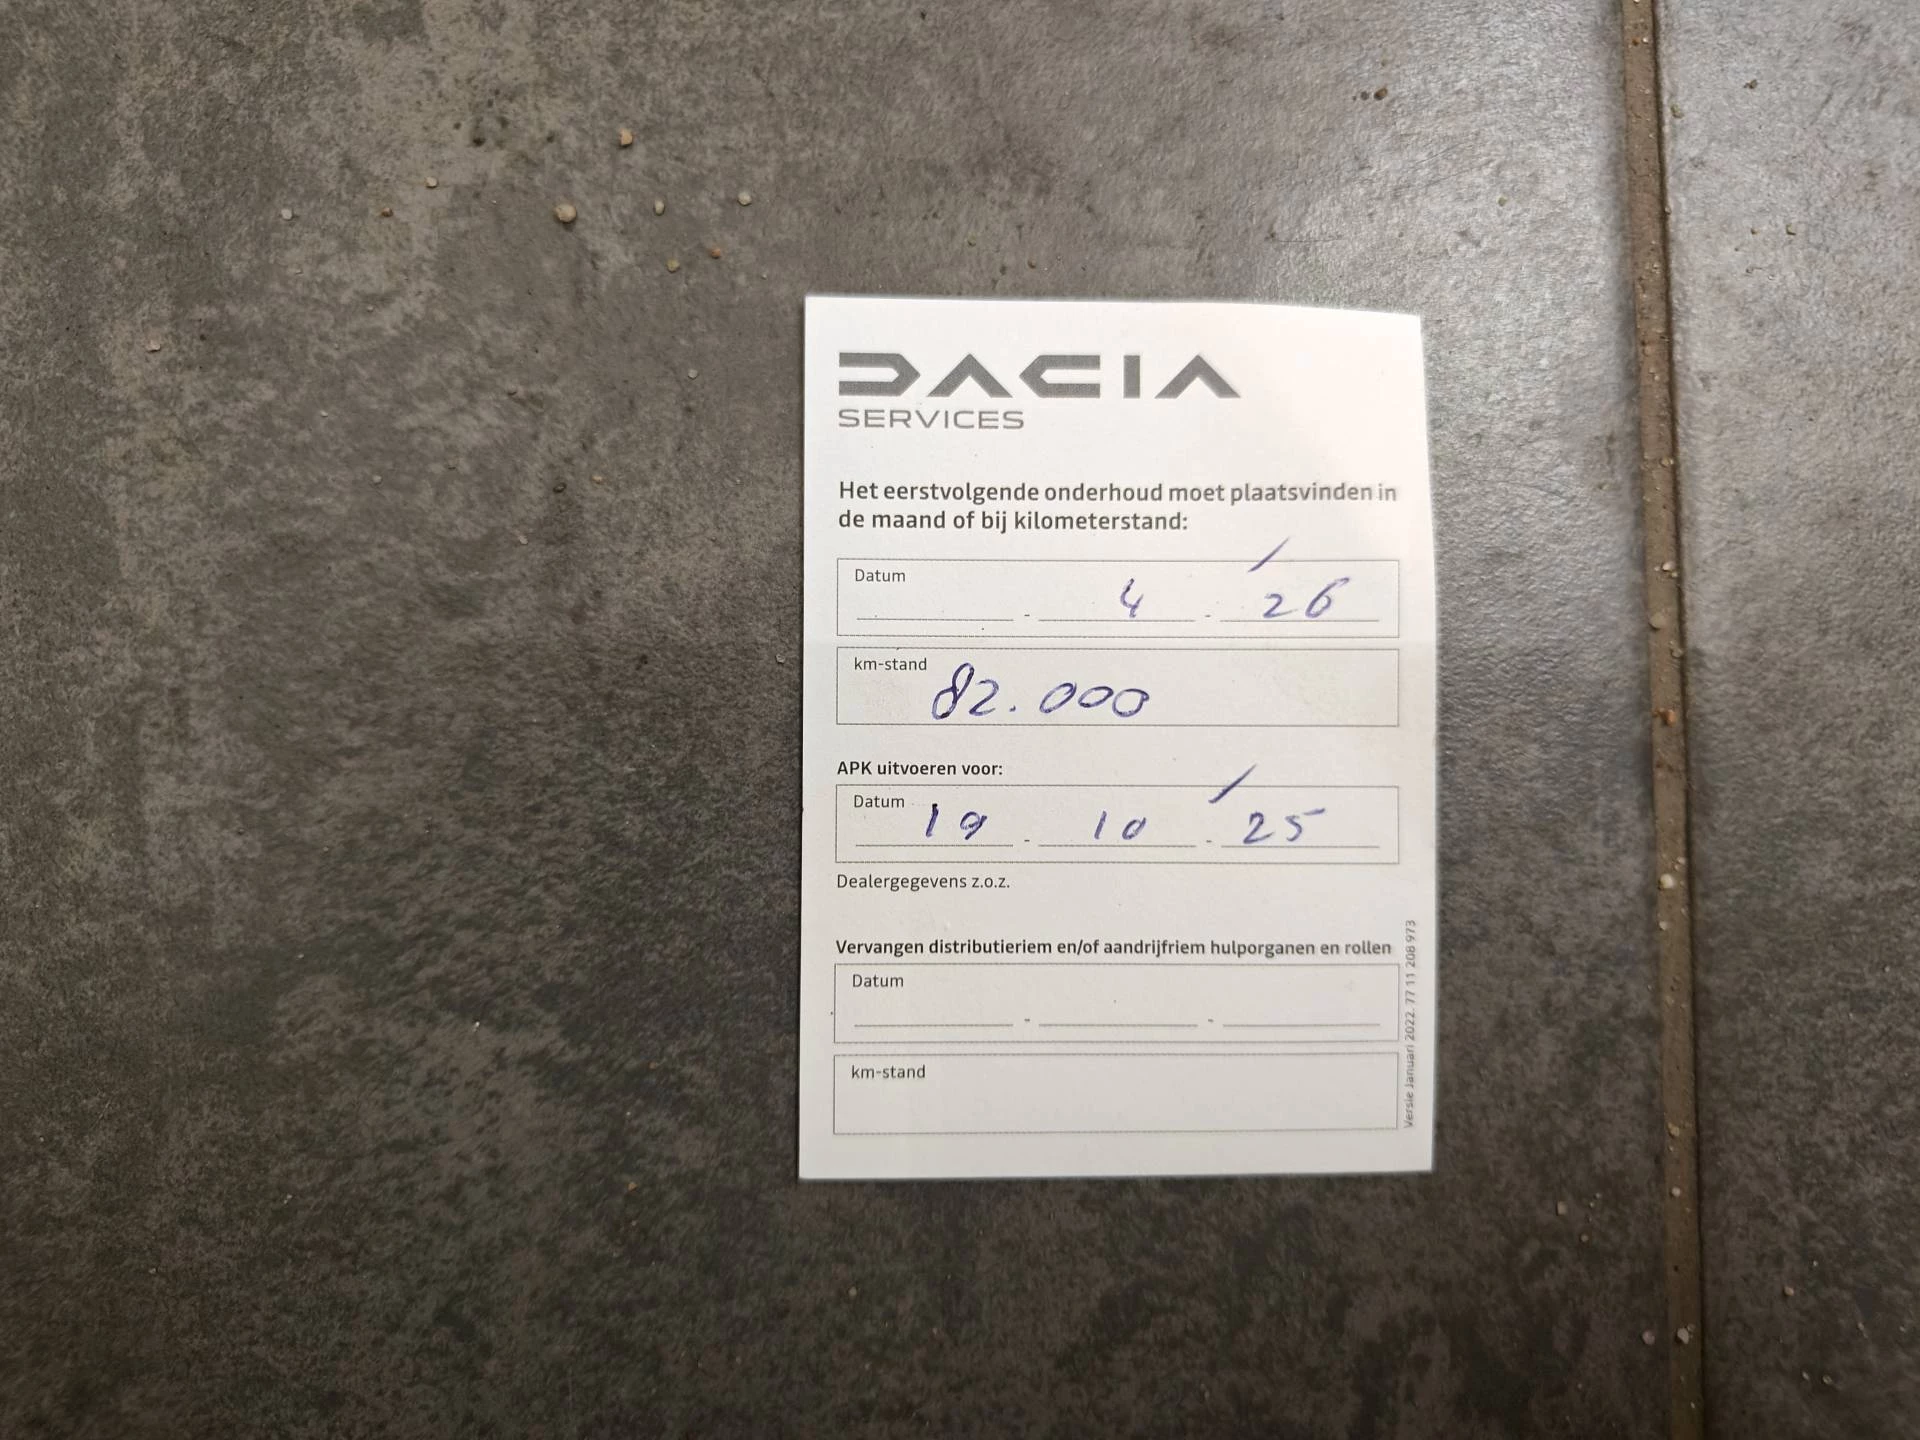 DACIA
SERVICES
Het eerstvolgende onderhoud moet plaatsvinden in
de maand of bij kilometerstand:
Datum
- 4 - 26
km-stand
82.000
APK uitvoeren voor:
Datum
19 - 10 - 25
Dealergegevens z.o.z.
Vervangen distributieriem en/of aandrijfriem hulporganen en rollen
Datum
- -
km-stand
Versie Januari 2022. 77 11 208 973